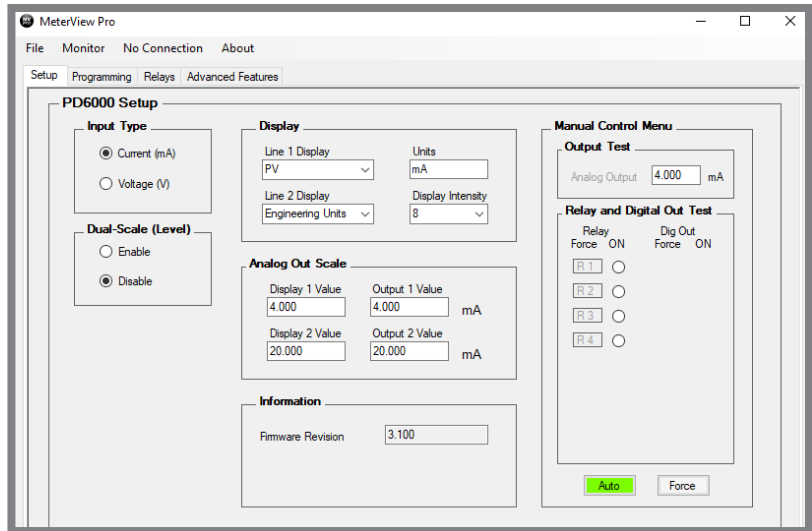 MeterView Pro
File Monitor No Connection About
Setup Programming Relays Advanced Features
PD6000 Setup
Input Type
Current (mA)
Voltage (V)
Dual-Scale (Level)
Enable
Disable
Display
Line 1 Display Units
PV mA
Line 2 Display Display Intensity
Engineering Units 8
Analog Out Scale
Display 1 Value Output 1 Value
4.000 4.000 mA
Display 2 Value Output 2 Value
20.000 20.000 mA
Information
Firmware Revision 3.100
Manual Control Menu
Output Test
Analog Output 4.000 mA
Relay and Digital Out Test
Relay Dig Out
Force ON Force ON
R 1
R 2
R 3
R 4
Auto Force